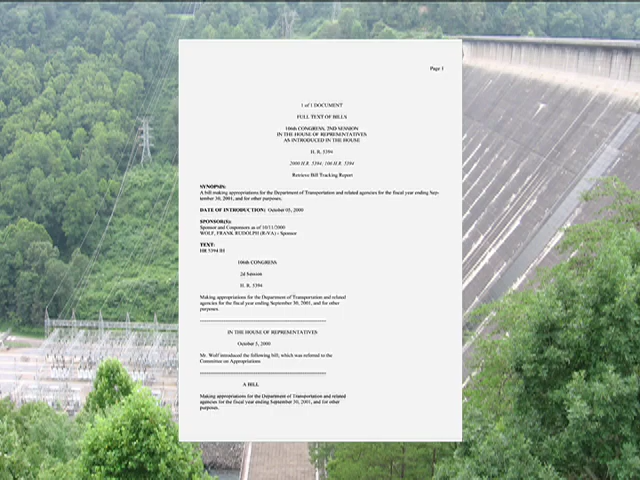 Page 1
1 of 1 DOCUMENT
FULL TEXT OF BILLS
106th CONGRESS, 2ND SESSION
IN THE HOUSE OF REPRESENTATIVES
AS INTRODUCED IN THE HOUSE
H. R. 5394
2000 H.R. 5394; 106 H.R. 5394
Retrieve Bill Tracking Report
SYNOPSIS:
A bill making appropriations for the Department of Transportation and related agencies for the fiscal year ending Sep-
tember 30, 2001, and for other purposes.
DATE OF INTRODUCTION: October 05, 2000
SPONSOR(S):
Sponsor and Cosponsors as of 10/11/2000
WOLF, FRANK RUDOLPH (R-VA) - Sponsor
TEXT:
HR 5394 IH
106th CONGRESS
2d Session
H. R. 5394
Making appropriations for the Department of Transportation and related
agencies for the fiscal year ending September 30, 2001, and for other
purposes.
IN THE HOUSE OF REPRESENTATIVES
October 5, 2000
Mr. Wolf introduced the following bill; which was referred to the
Committee on Appropriations.
A BILL
Making appropriations for the Department of Transportation and related
agencies for the fiscal year ending September 30, 2001, and for other
purposes.